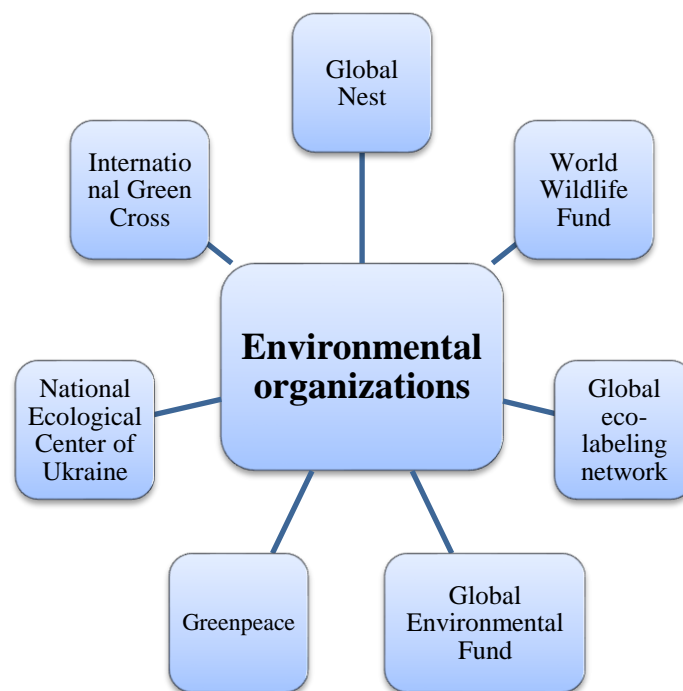 Global
Nest
Internatio
nal Green
Cross
World
Wildlife
Fund
Environmental
organizations
National
Ecological
Center of
Ukraine
Global
eco-
labeling
network
Greenpeace
Global
Environmental
Fund